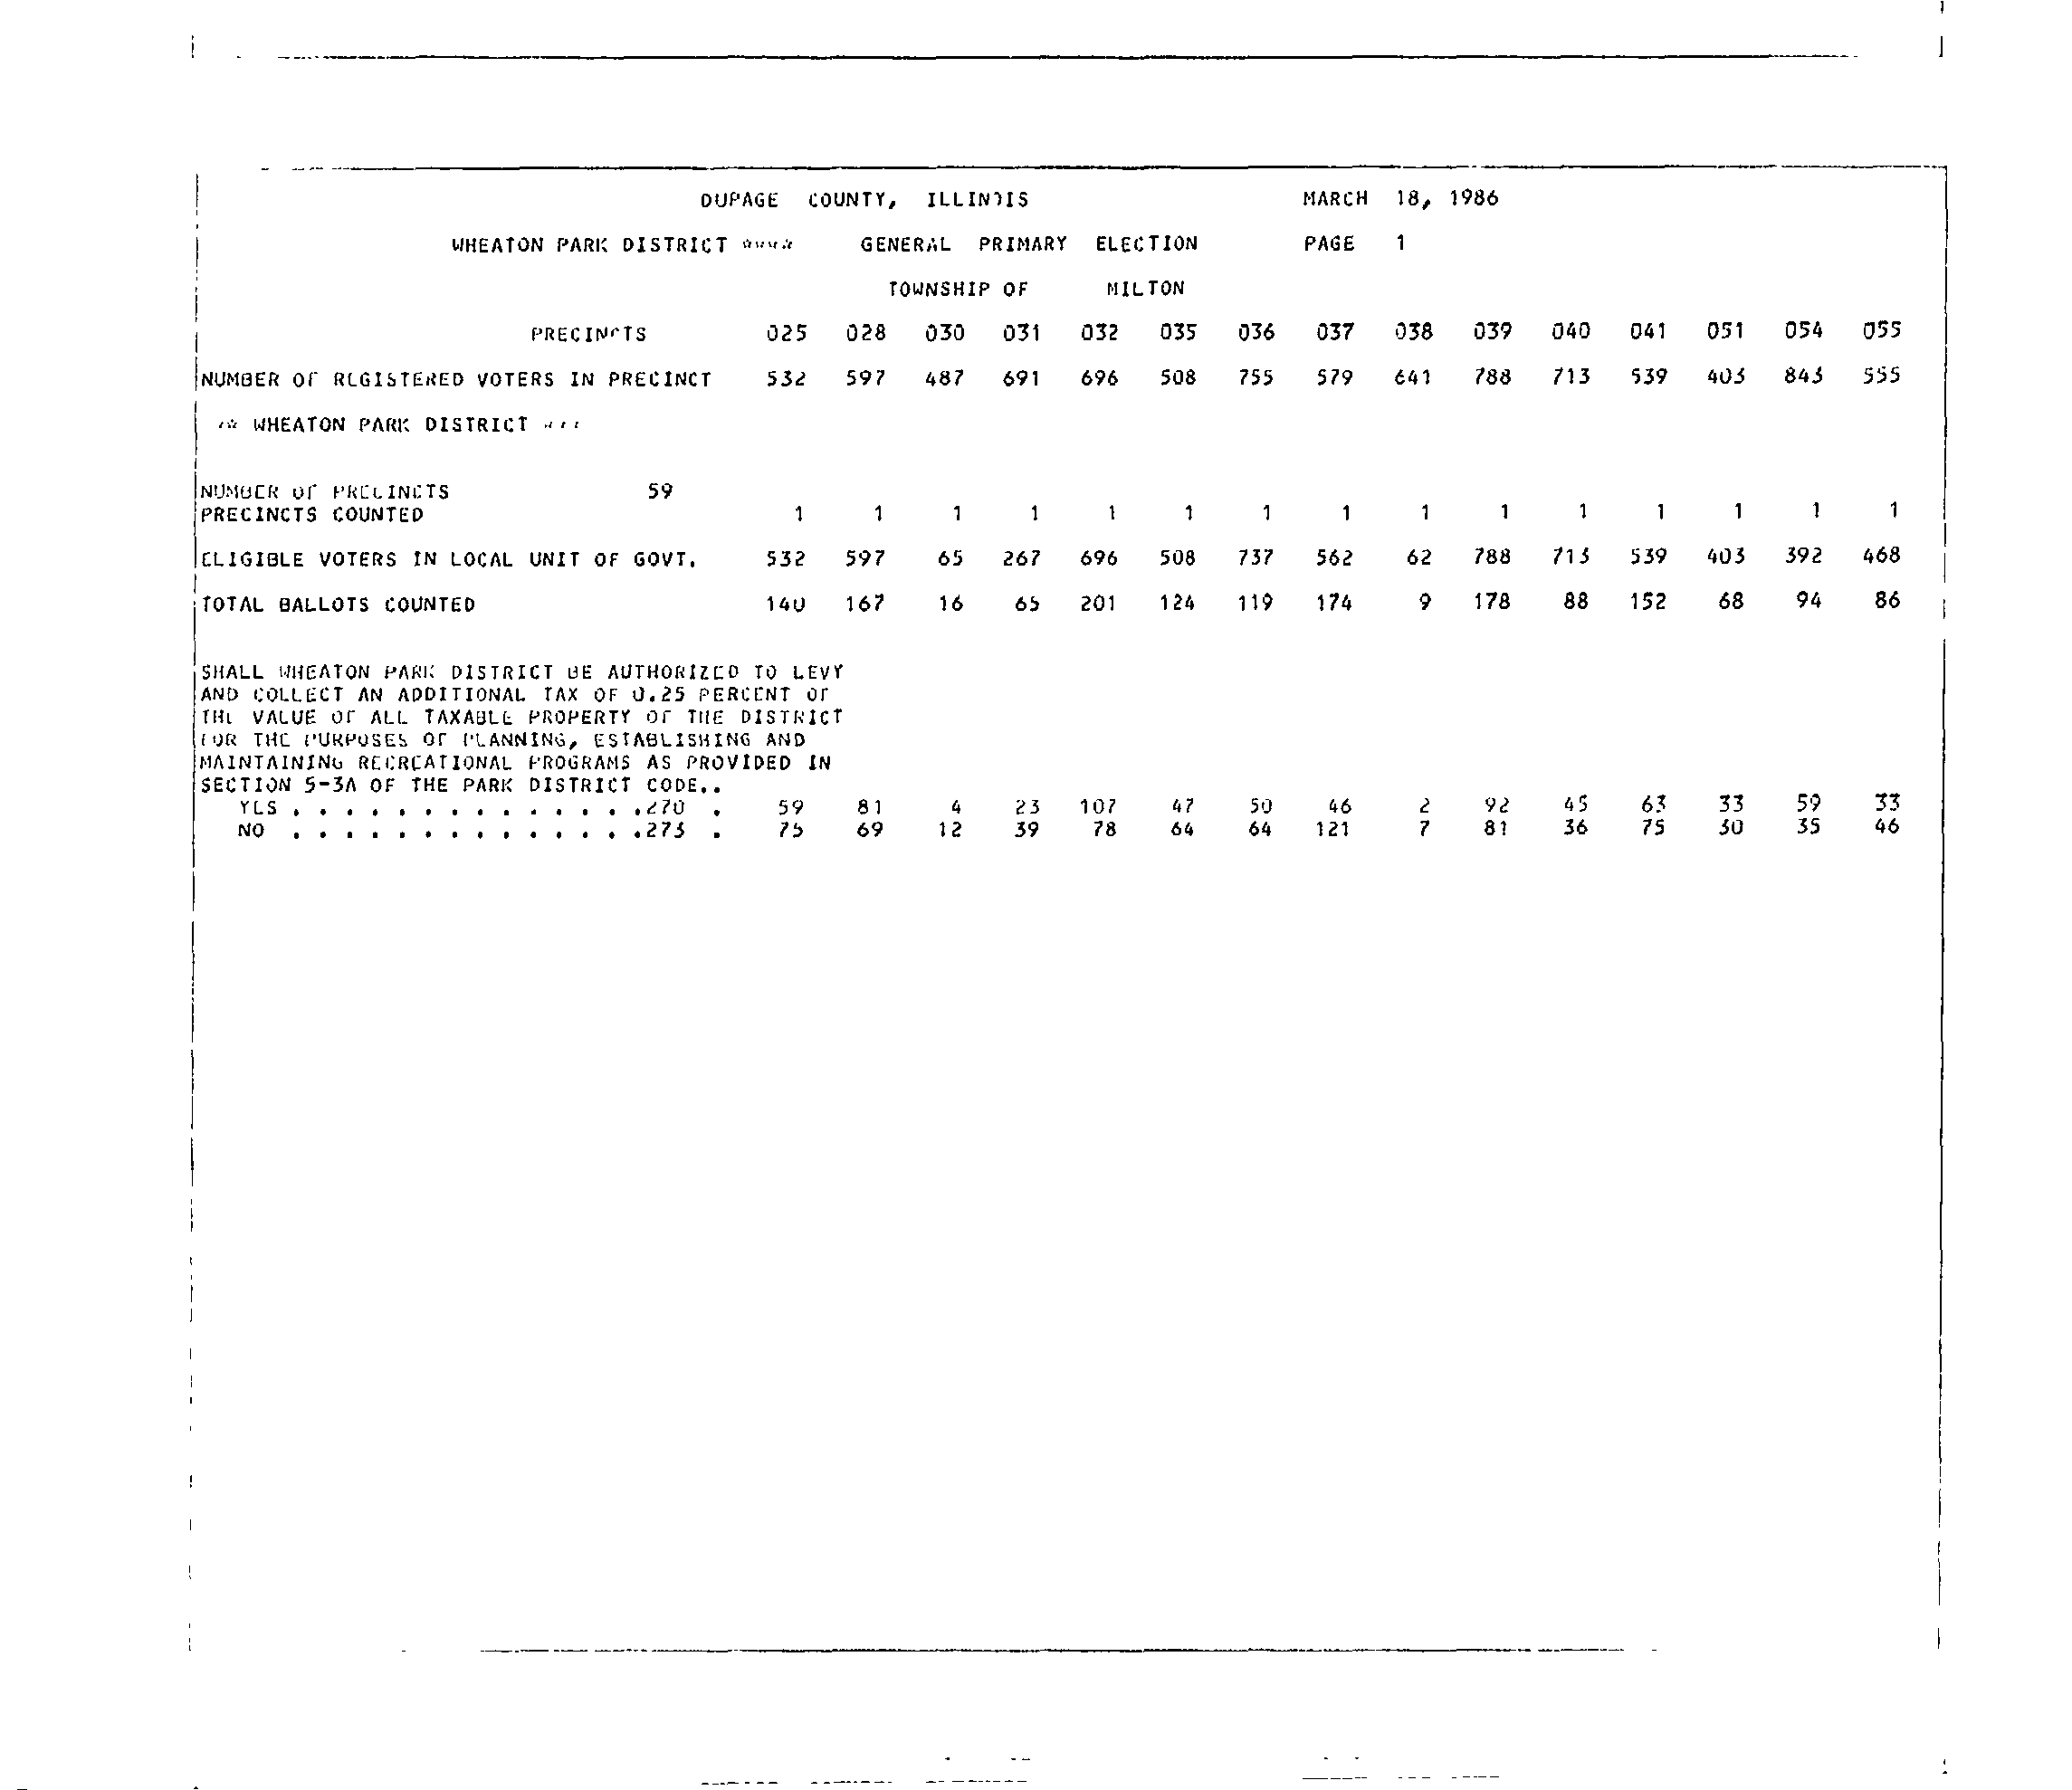 DUPAGE COUNTY, ILLINOIS MARCH 18, 1986
WHEATON PARK DISTRICT **** GENERAL PRIMARY ELECTION PAGE 1
TOWNSHIP OF MILTON
PRECINCTS 025 028 030 031 032 035 036 037 038 039 040 041 051 054 055
NUMBER OF REGISTERED VOTERS IN PRECINCT 532 597 487 691 696 508 755 579 641 788 713 539 403 843 555
** WHEATON PARK DISTRICT ***
NUMBER OF PRECINCTS 59
PRECINCTS COUNTED 1 1 1 1 1 1 1 1 1 1 1 1 1 1 1
ELIGIBLE VOTERS IN LOCAL UNIT OF GOVT. 532 597 65 267 696 508 737 562 62 788 713 539 403 392 468
TOTAL BALLOTS COUNTED 140 167 16 65 201 124 119 174 9 178 88 152 68 94 86
SHALL WHEATON PARK DISTRICT BE AUTHORIZED TO LEVY
AND COLLECT AN ADDITIONAL TAX OF 0.25 PERCENT OF
THE VALUE OF ALL TAXABLE PROPERTY OF THE DISTRICT
FOR THE PURPOSES OF PLANNING, ESTABLISHING AND
MAINTAINING RECREATIONAL PROGRAMS AS PROVIDED IN
SECTION 5-3A OF THE PARK DISTRICT CODE..
YES . . . . . . . . . . . . . .270 . 59 81 4 23 107 47 50 46 2 92 45 63 33 59 33
NO . . . . . . . . . . . . . .273 . 75 69 12 39 78 64 64 121 7 81 36 75 30 35 46